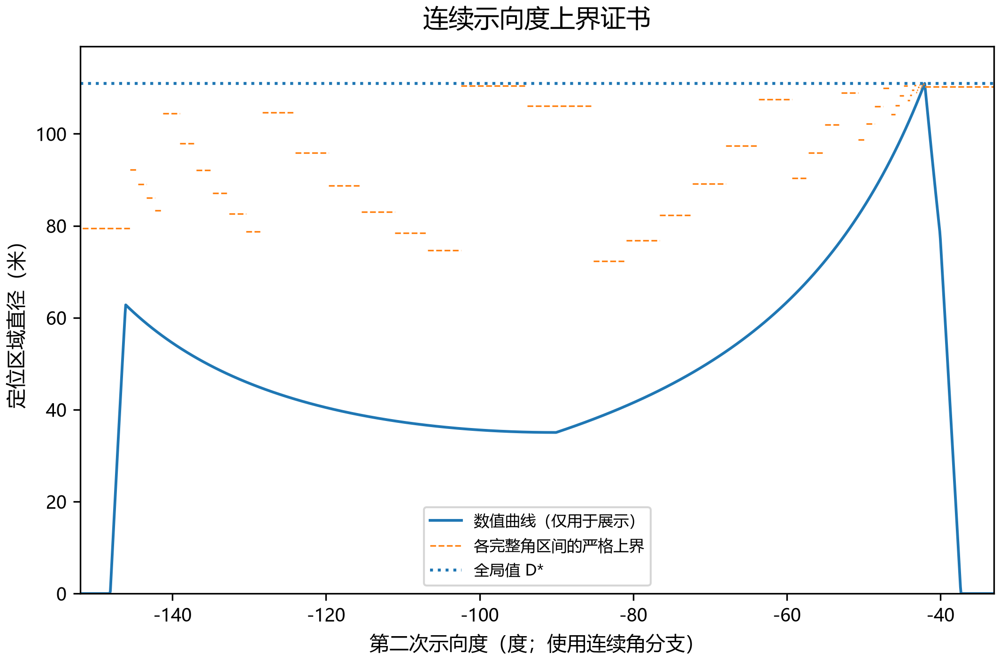 连续示向度上界证书
定位区域直径（米）
100
80
60
40
20
0
数值曲线（仅用于展示）
各完整角区间的严格上界
全局值 D*
-140
-120
-100
-80
-60
-40
第二次示向度（度；使用连续角分支）